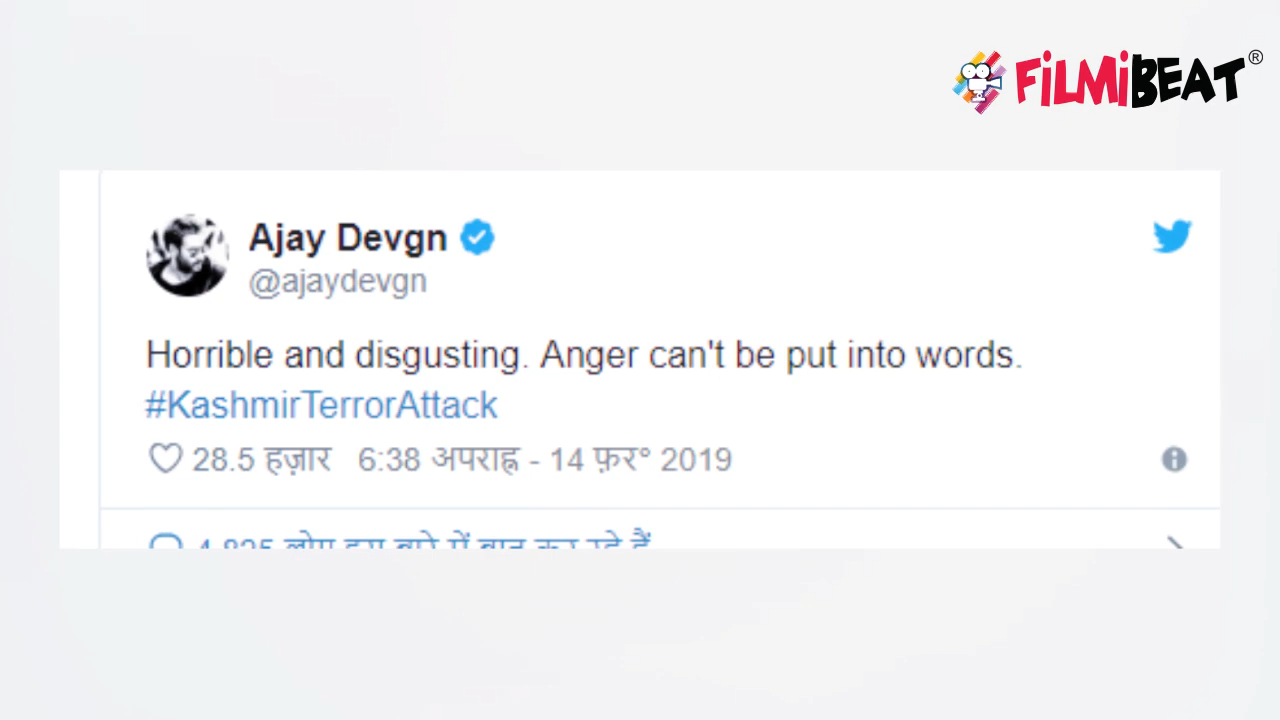 FiLMiBEAT®
Ajay Devgn
@ajaydevgn
Horrible and disgusting. Anger can't be put into words.
#KashmirTerrorAttack
28.5 हज़ार 6:38 अपराह्न - 14 फ़र॰ 2019
4,825 लोग इस बारे में बात कर रहे हैं